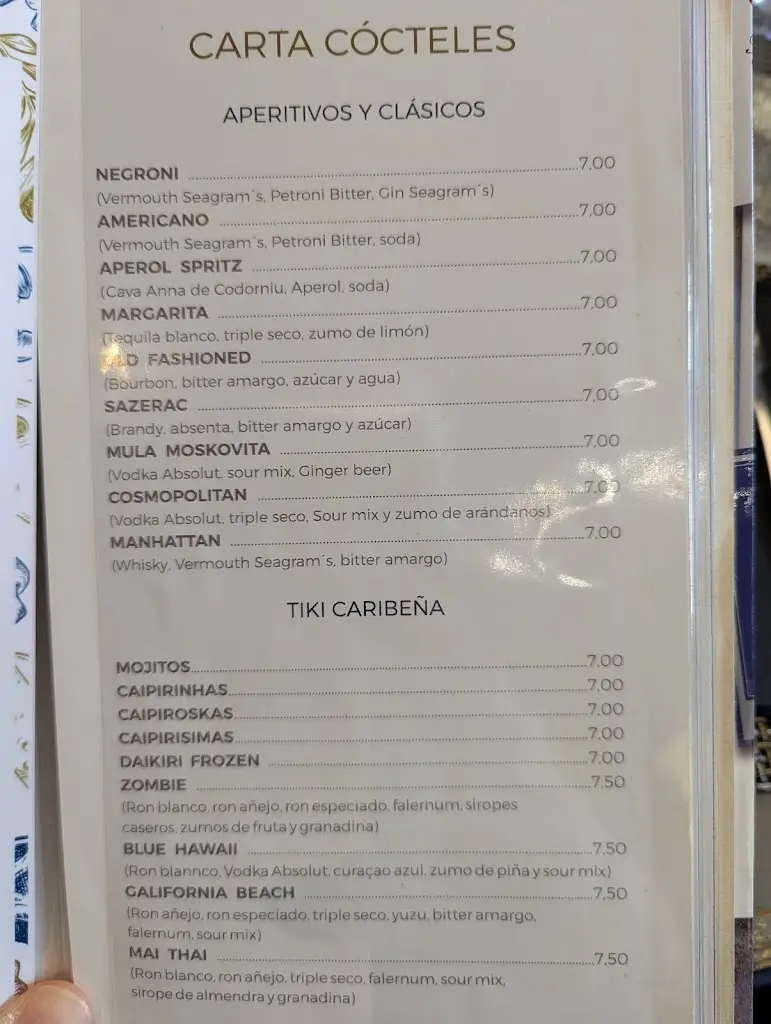 CARTA CÓCTELES
APERITIVOS Y CLÁSICOS
NEGRONI 7,00
(Vermouth Seagram´s, Petroni Bitter, Gin Seagram´s)
AMERICANO 7,00
(Vermouth Seagram´s, Petroni Bitter, soda)
APEROL SPRITZ 7,00
(Cava Anna de Codorniu, Aperol, soda)
MARGARITA 7,00
(Tequila blanco, triple seco, zumo de limón)
OLD FASHIONED 7,00
(Bourbon, bitter amargo, azúcar y agua)
SAZERAC 7,00
(Brandy, absenta, bitter amargo y azúcar)
MULA MOSKOVITA 7,00
(Vodka Absolut, sour mix, Ginger beer)
COSMOPOLITAN 7,00
(Vodka Absolut, triple seco, Sour mix y zumo de arándanos)
MANHATTAN 7,00
(Whisky, Vermouth Seagram´s, bitter amargo)
TIKI CARIBEÑA
MOJITOS 7,00
CAIPIRINHAS 7,00
CAIPIROSKAS 7,00
CAIPIRISIMAS 7,00
DAIKIRI FROZEN 7,00
ZOMBIE 7,50
(Ron blanco, ron añejo, ron especiado, falernum, siropes
caseros, zumos de fruta y granadina)
BLUE HAWAII 7,50
(Ron blannco, Vodka Absolut, curaçao azul, zumo de piña y sour mix)
CALIFORNIA BEACH 7,50
(Ron añejo, ron especiado, triple seco, yuzu, bitter amargo,
falernum, sour mix)
MAI THAI 7,50
(Ron blanco, ron añejo, triple seco, falernum, sour mix,
sirope de almendra y granadina)